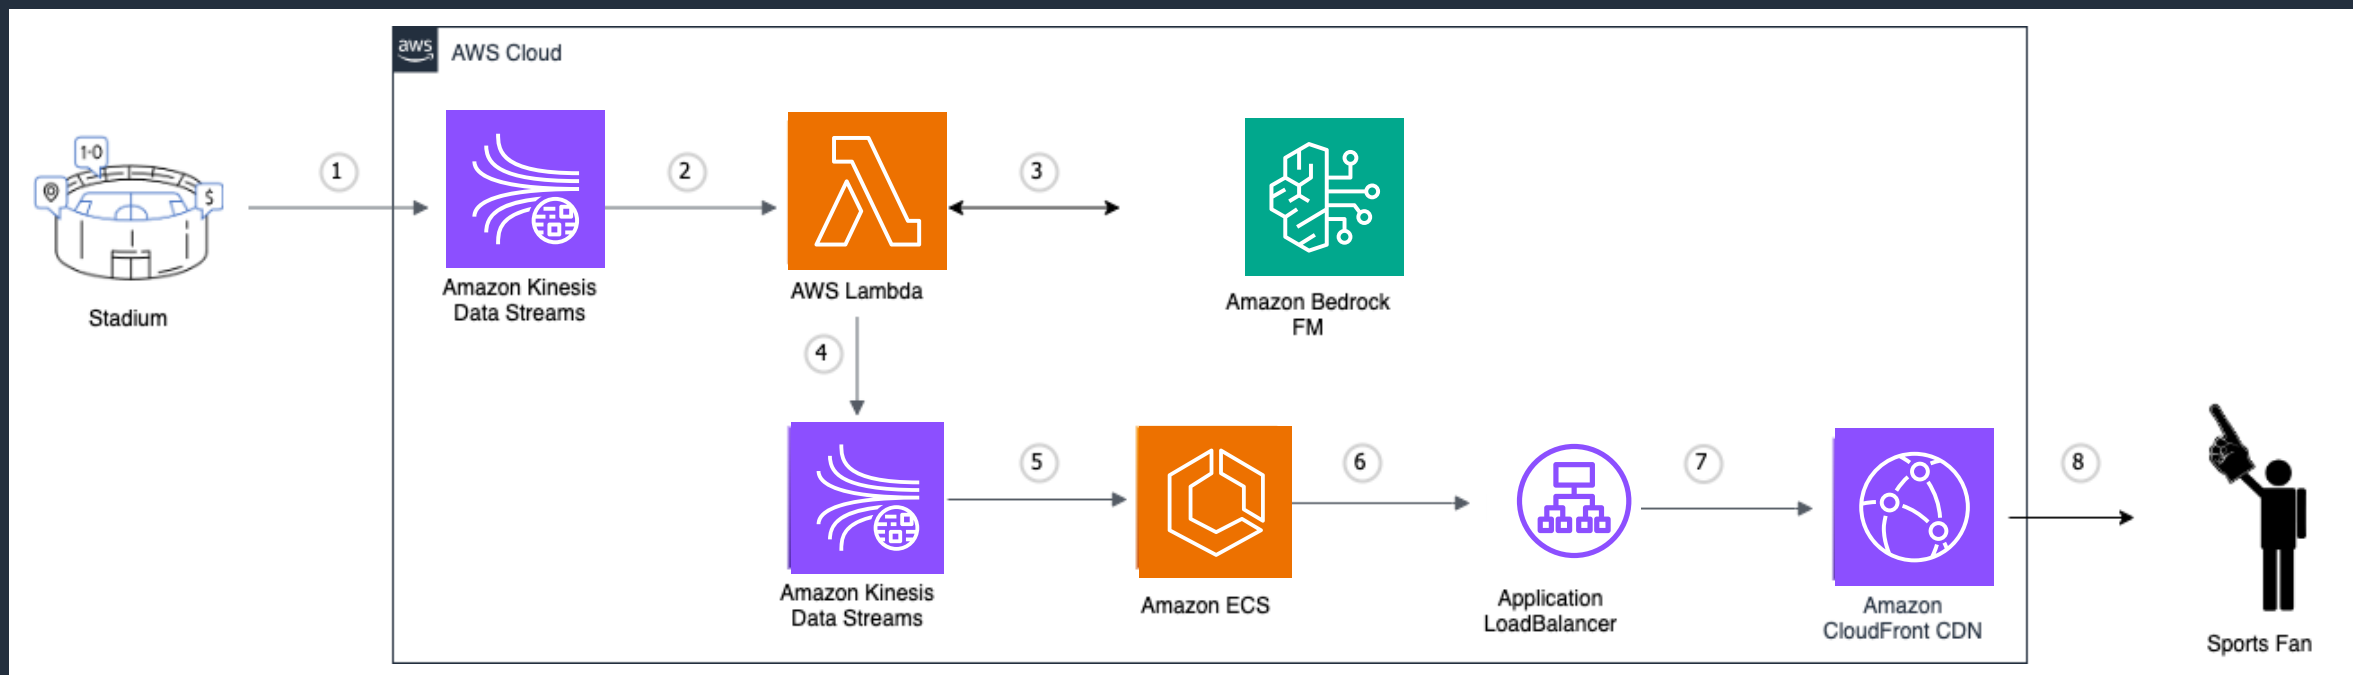 aws
AWS Cloud
1-0
$
Stadium
1
Amazon Kinesis
Data Streams
2
AWS Lambda
3
Amazon Bedrock
FM
4
Amazon Kinesis
Data Streams
5
Amazon ECS
6
Application
LoadBalancer
7
Amazon
CloudFront CDN
8
Sports Fan